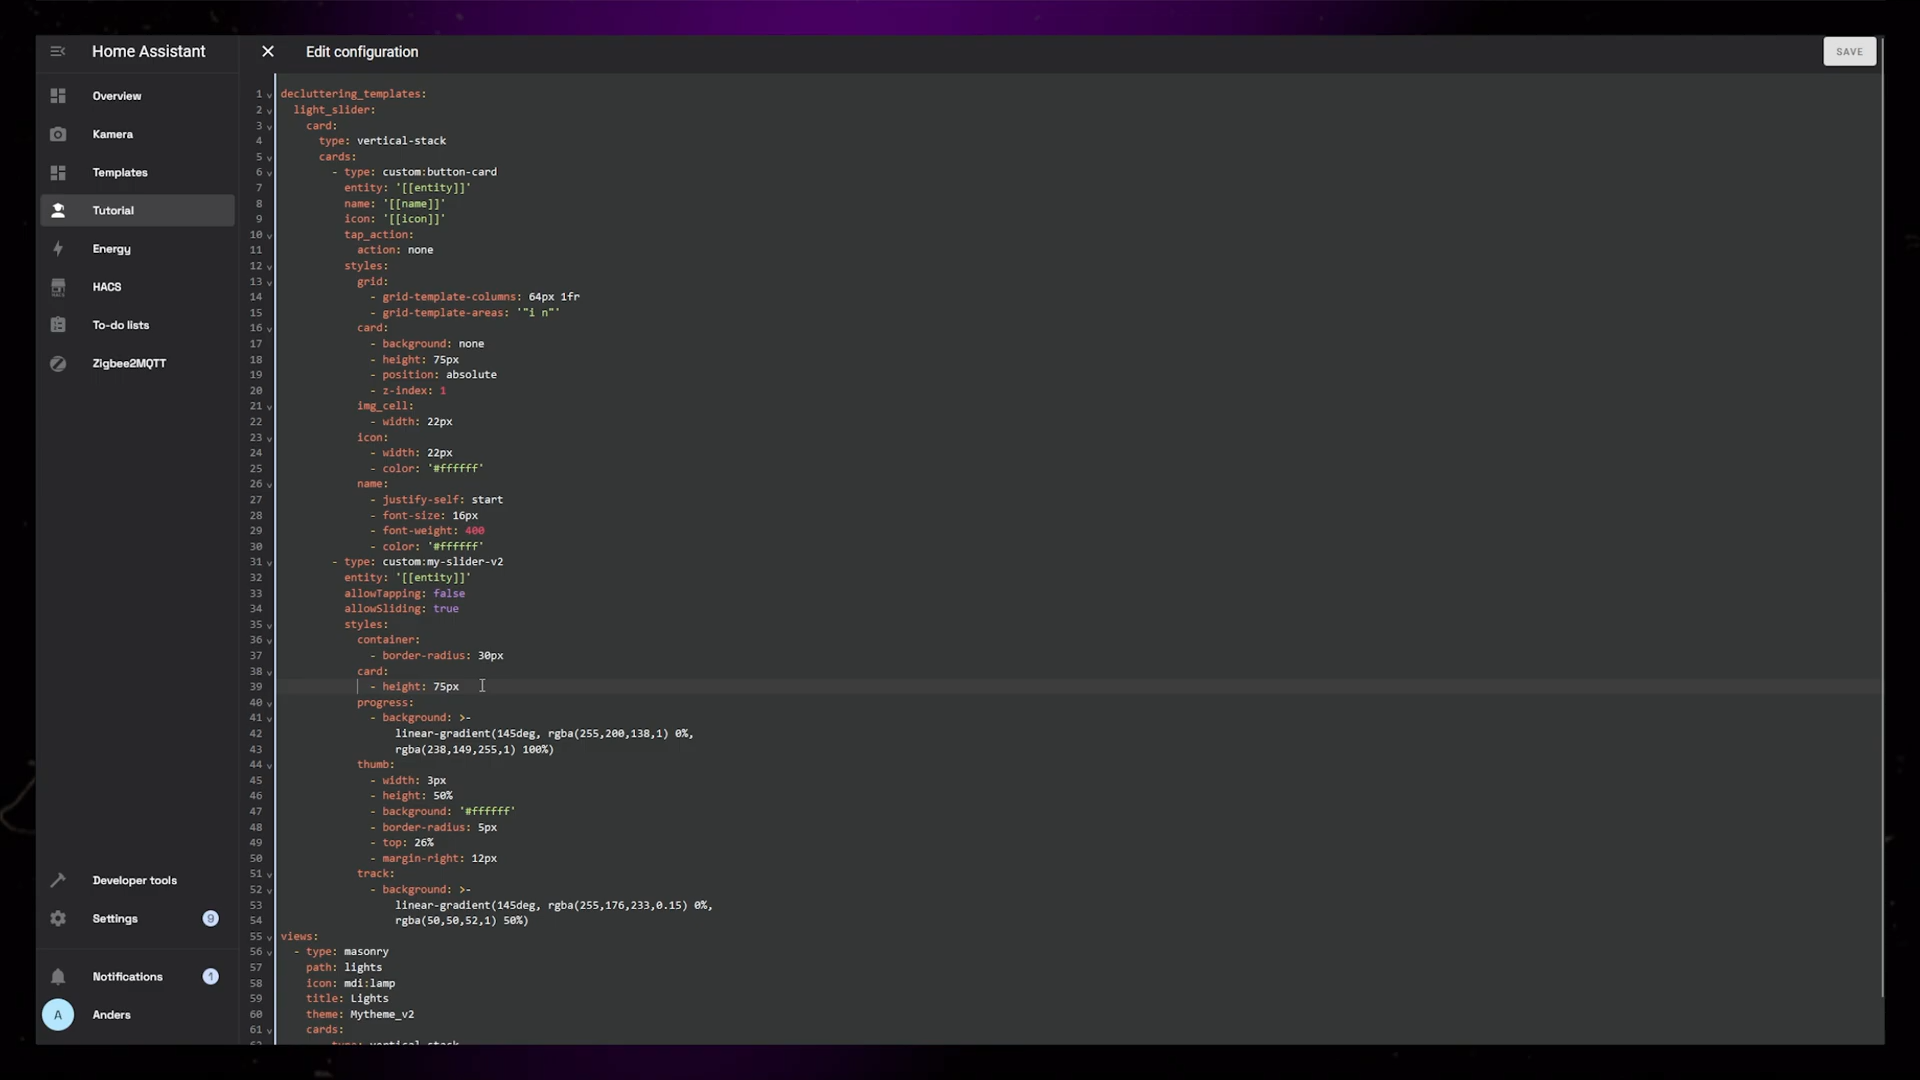 Home Assistant
Edit configuration
SAVE
Overview
Kamera
Templates
Tutorial
Energy
HACS
To-do lists
Zigbee2MQTT
Developer tools
Settings 9
Notifications 1
A Anders
1 decluttering_templates:
2 light_slider:
3 card:
4 type: vertical-stack
5 cards:
6 - type: custom:button-card
7 entity: '[[entity]]'
8 name: '[[name]]'
9 icon: '[[icon]]'
10 tap_action:
11 action: none
12 styles:
13 grid:
14 - grid-template-columns: 64px 1fr
15 - grid-template-areas: '"i n"'
16 card:
17 - background: none
18 - height: 75px
19 - position: absolute
20 - z-index: 1
21 img_cell:
22 - width: 22px
23 icon:
24 - width: 22px
25 - color: '#ffffff'
26 name:
27 - justify-self: start
28 - font-size: 16px
29 - font-weight: 400
30 - color: '#ffffff'
31 - type: custom:my-slider-v2
32 entity: '[[entity]]'
33 allowTapping: false
34 allowSliding: true
35 styles:
36 container:
37 - border-radius: 30px
38 card:
39 - height: 75px
40 progress:
41 - background: >-
42 linear-gradient(145deg, rgba(255,200,138,1) 0%,
43 rgba(238,149,255,1) 100%)
44 thumb:
45 - width: 3px
46 - height: 50%
47 - background: '#ffffff'
48 - border-radius: 5px
49 - top: 26%
50 - margin-right: 12px
51 track:
52 - background: >-
53 linear-gradient(145deg, rgba(255,176,233,0.15) 0%,
54 rgba(50,50,52,1) 50%)
55 views:
56 - type: masonry
57 path: lights
58 icon: mdi:lamp
59 title: Lights
60 theme: Mytheme_v2
61 cards: